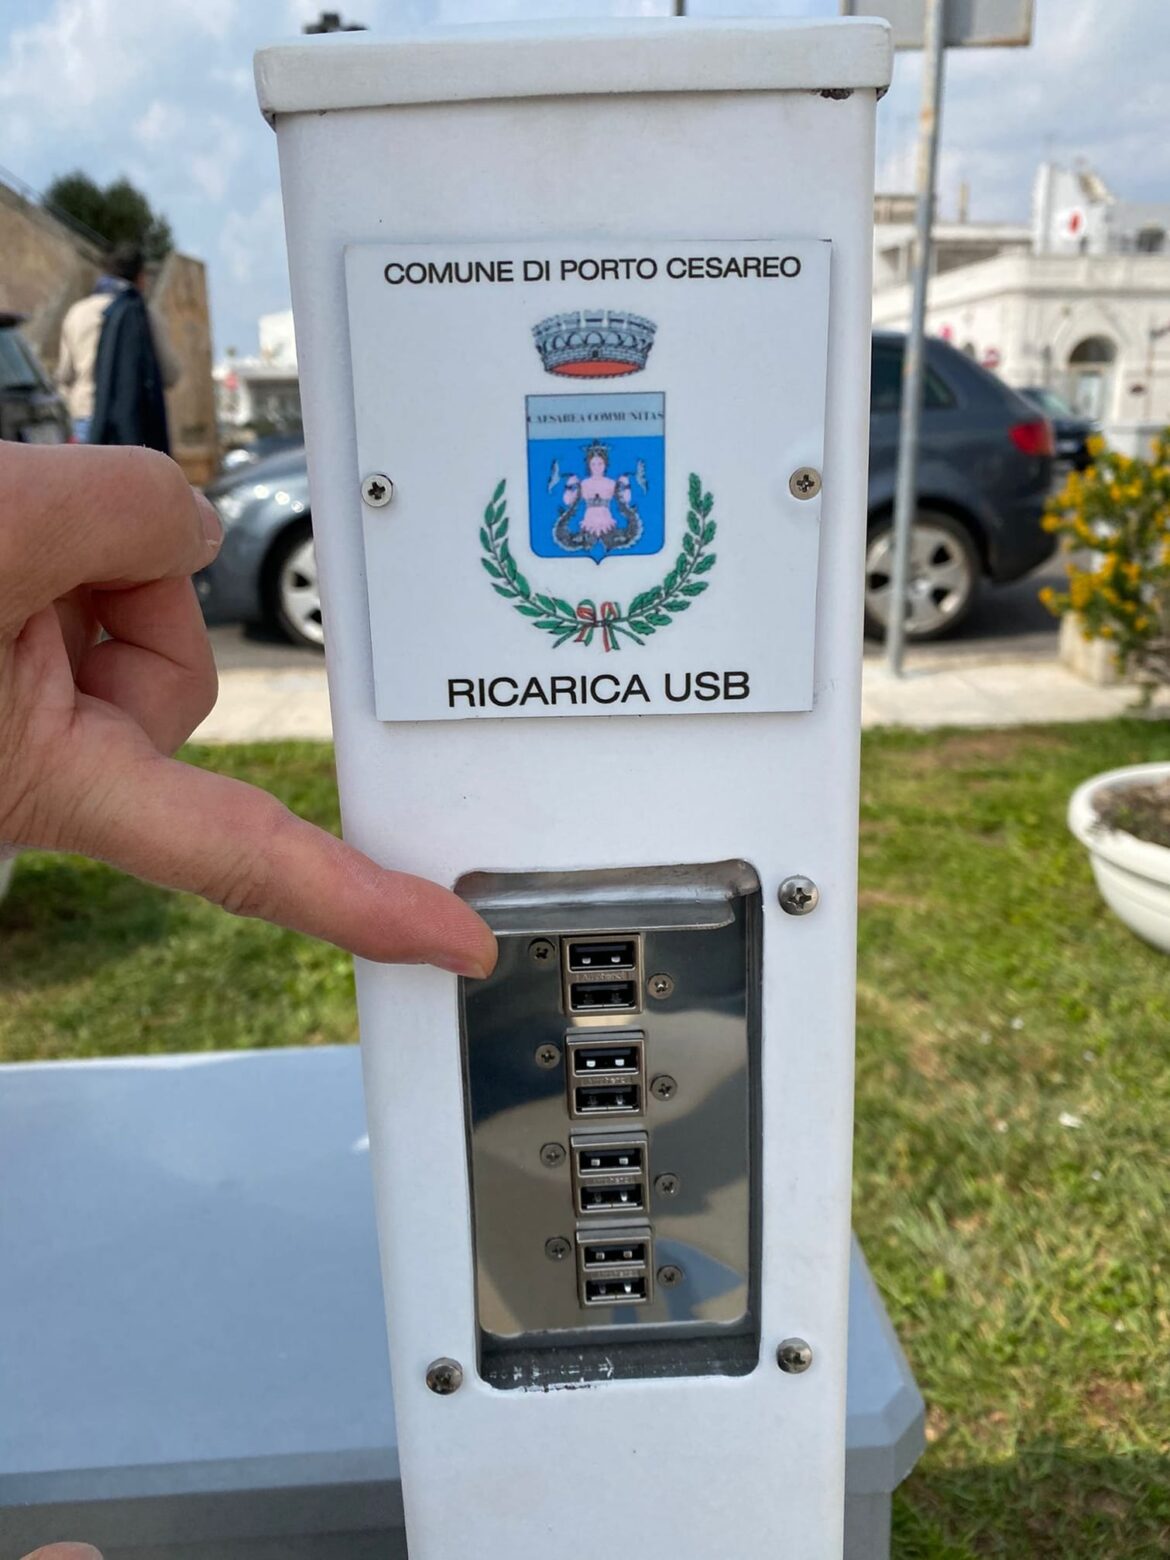 COMUNE DI PORTO CESAREO
CAESAREA COMMUNITAS
RICARICA USB